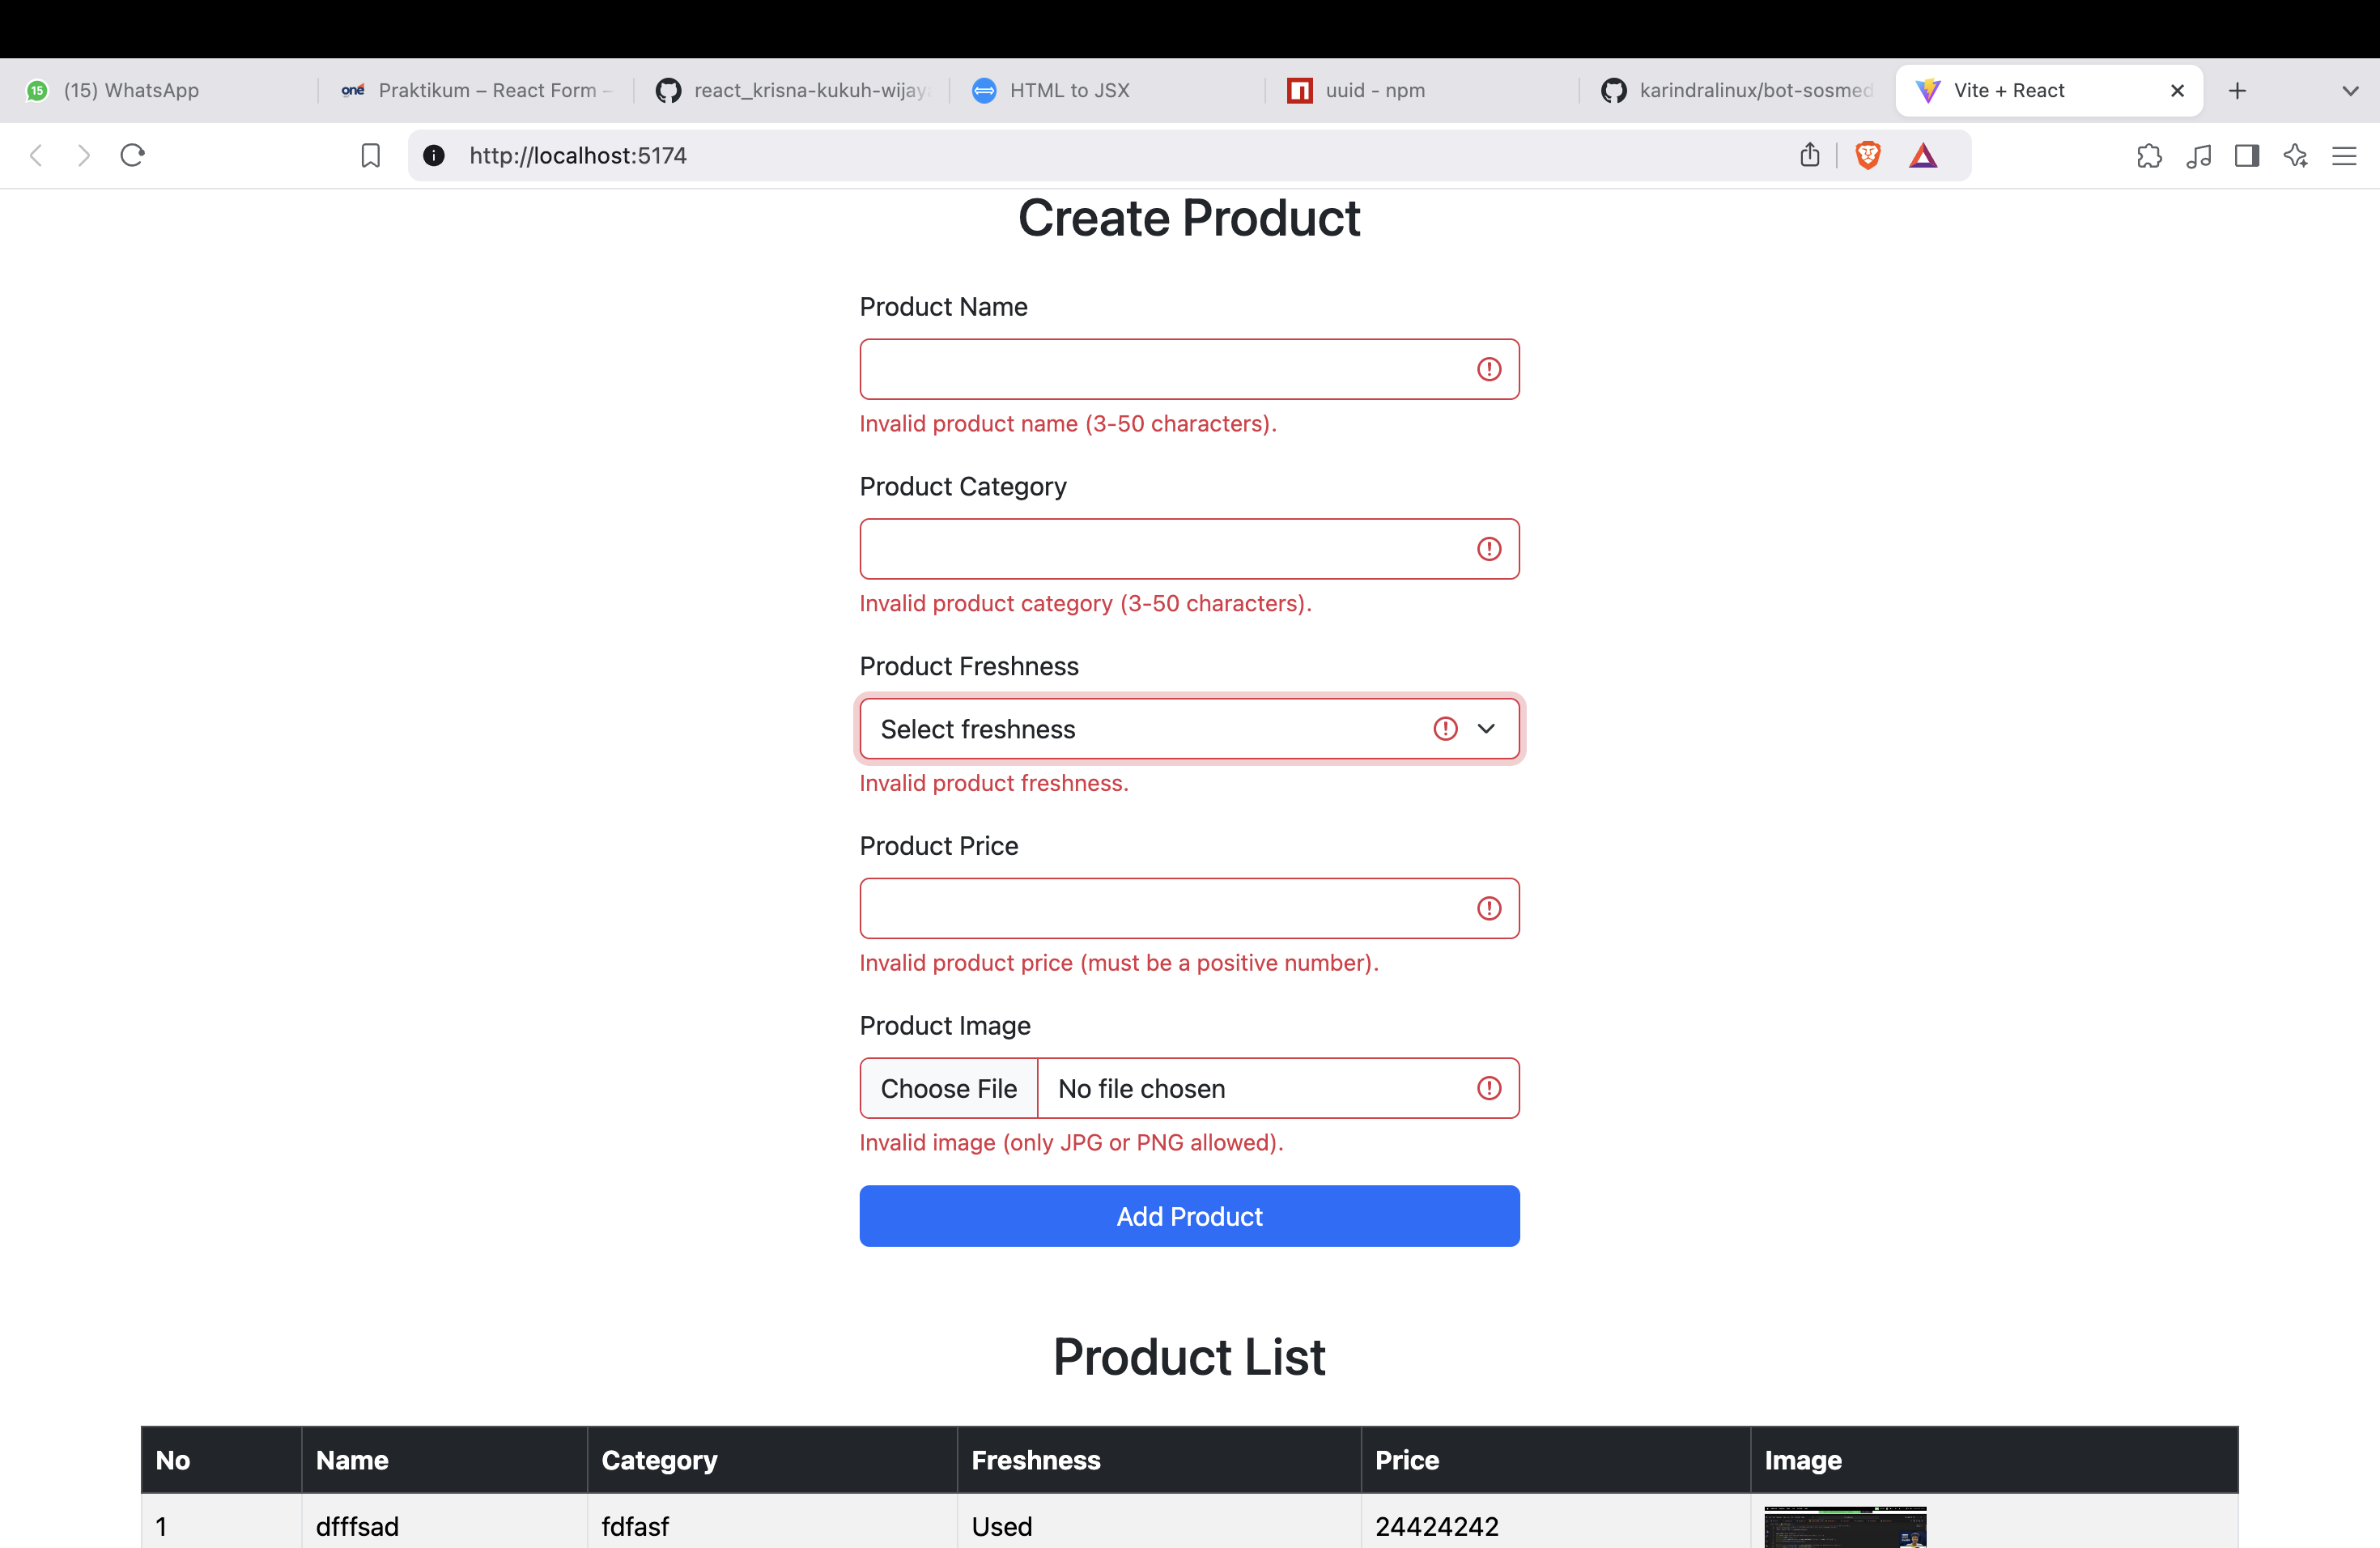 15 (15) WhatsApp
one Praktikum – React Form –
react_krisna-kukuh-wijaya
HTML to JSX
uuid - npm
karindralinux/bot-sosmed
Vite + React
http://localhost:5174
Create Product
Product Name
Invalid product name (3-50 characters).
Product Category
Invalid product category (3-50 characters).
Product Freshness
Select freshness
Invalid product freshness.
Product Price
Invalid product price (must be a positive number).
Product Image
Choose File No file chosen
Invalid image (only JPG or PNG allowed).
Add Product
Product List
No Name Category Freshness Price Image
1 dfffsad fdfasf Used 24424242